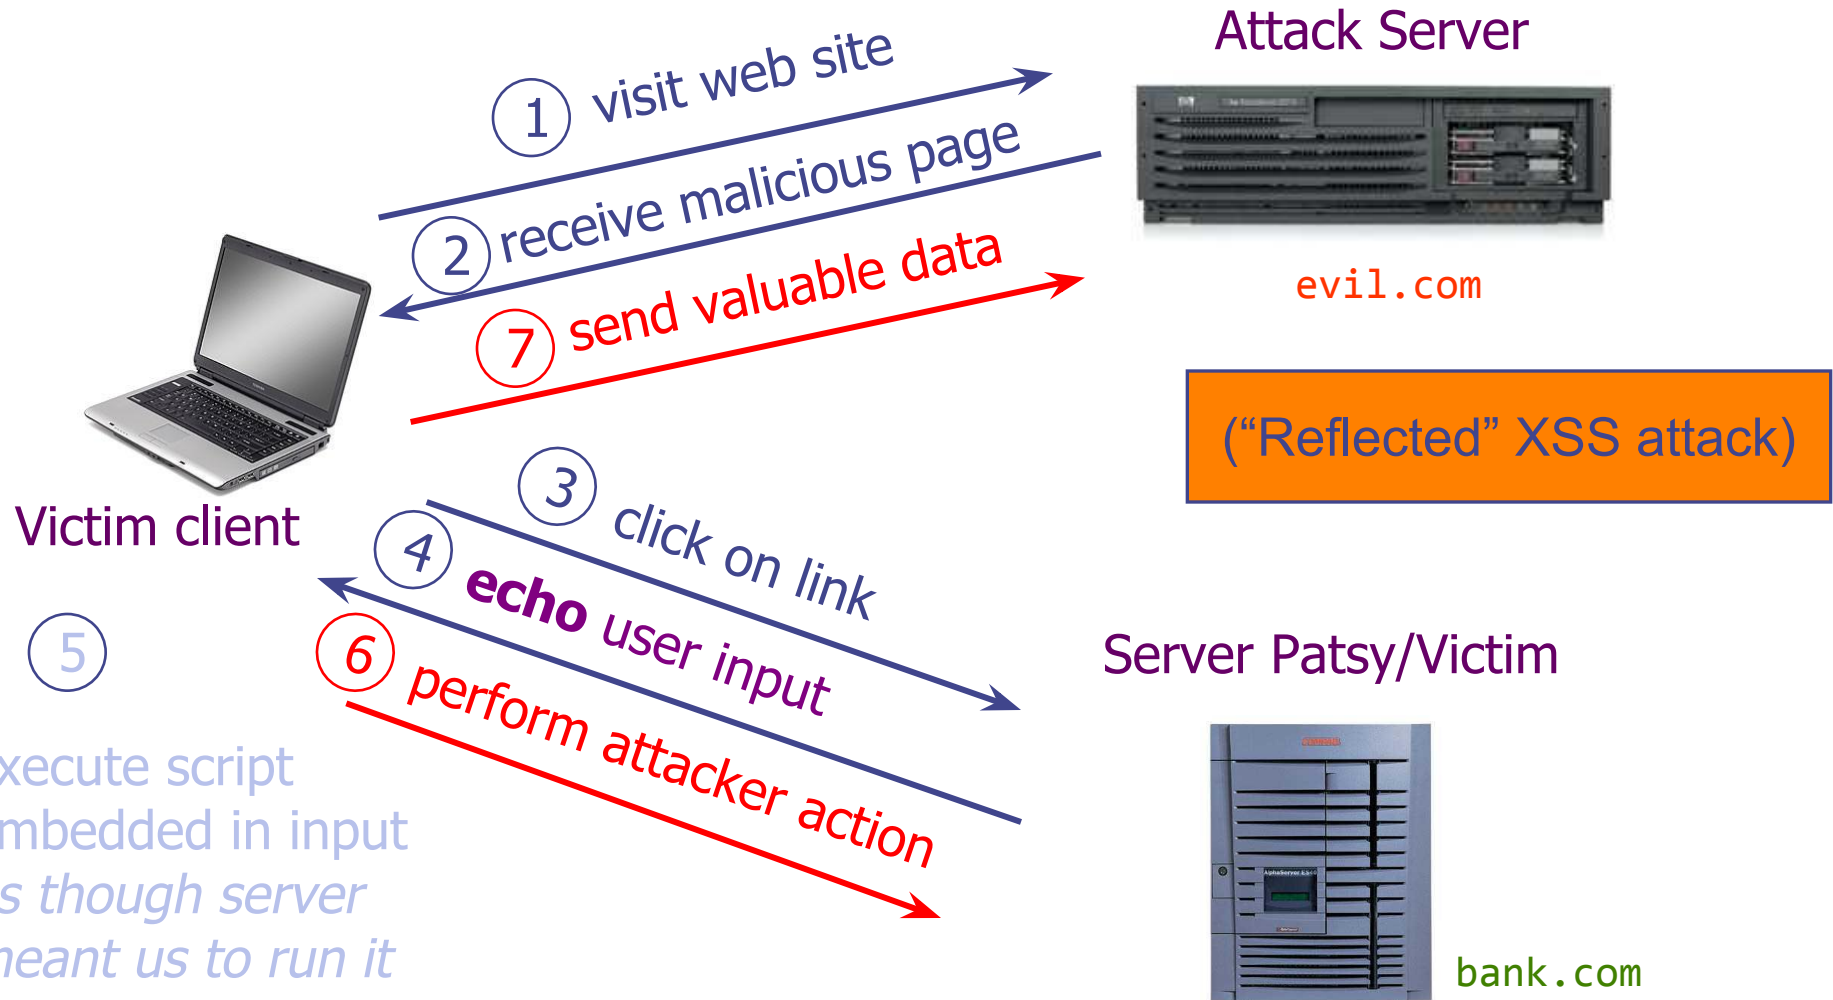 Attack Server
1 visit web site
2 receive malicious page
7 send valuable data
evil.com
(“Reflected” XSS attack)
Victim client
3 click on link
4 echo user input
5
6 perform attacker action
Server Patsy/Victim
xecute script
mbedded in input
s though server
neant us to run it
AlphaServer ES40
bank.com